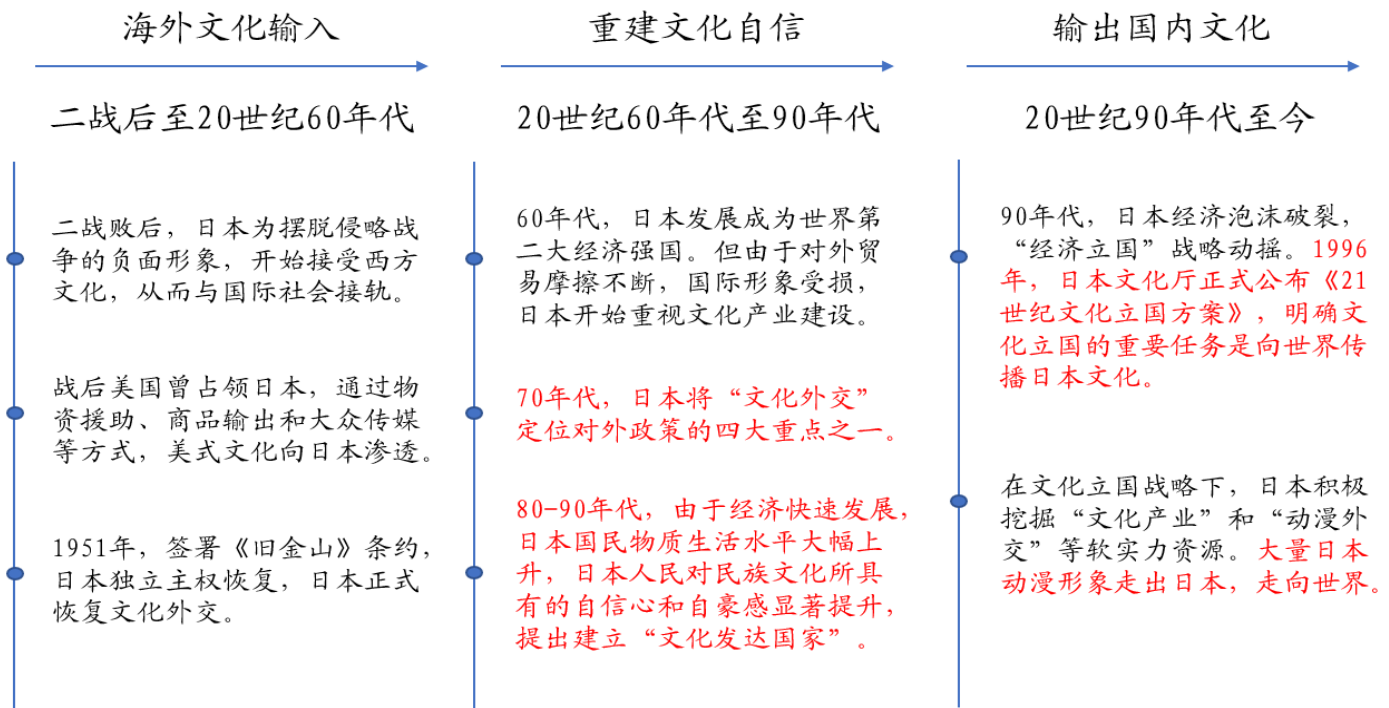 海外文化输入
二战后至20世纪60年代
二战败后，日本为摆脱侵略战
争的负面形象，开始接受西方
文化，从而与国际社会接轨。
战后美国曾占领日本，通过物
资援助、商品输出和大众传媒
等方式，美式文化向日本渗透。
1951年，签署《旧金山》条约，
日本独立主权恢复，日本正式
恢复文化外交。
重建文化自信
20世纪60年代至90年代
60年代，日本发展成为世界第
二大经济强国。但由于对外贸
易摩擦不断，国际形象受损，
日本开始重视文化产业建设。
70年代，日本将“文化外交”
定位对外政策的四大重点之一。
80-90年代，由于经济快速发展，
日本国民物质生活水平大幅上
升，日本人民对民族文化所具
有的自信心和自豪感显著提升，
提出建立“文化发达国家”。
输出国内文化
20世纪90年代至今
90年代，日本经济泡沫破裂，
“经济立国”战略动摇。1996
年，日本文化厅正式公布《21
世纪文化立国方案》，明确文
化立国的重要任务是向世界传
播日本文化。
在文化立国战略下，日本积极
挖掘“文化产业”和“动漫外
交”等软实力资源。大量日本
动漫形象走出日本，走向世界。